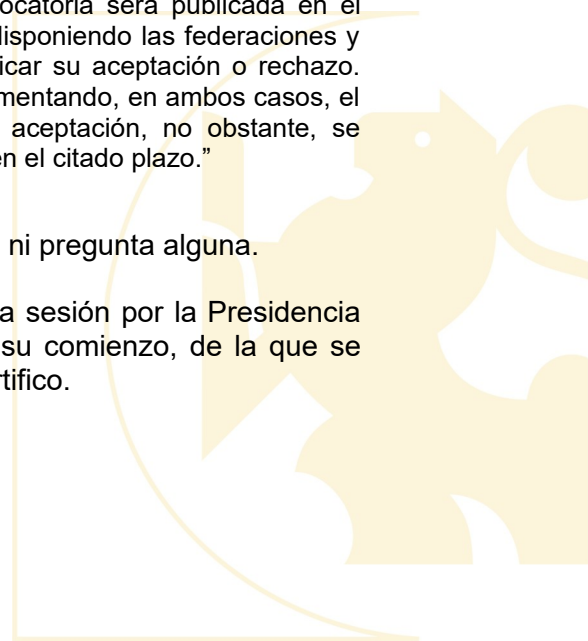 ocatoria será publicada en el
disponiendo las federaciones y
icar su aceptación o rechazo.
mentando, en ambos casos, el
aceptación, no obstante, se
en el citado plazo.”
ni pregunta alguna.
a sesión por la Presidencia
su comienzo, de la que se
rtifico.